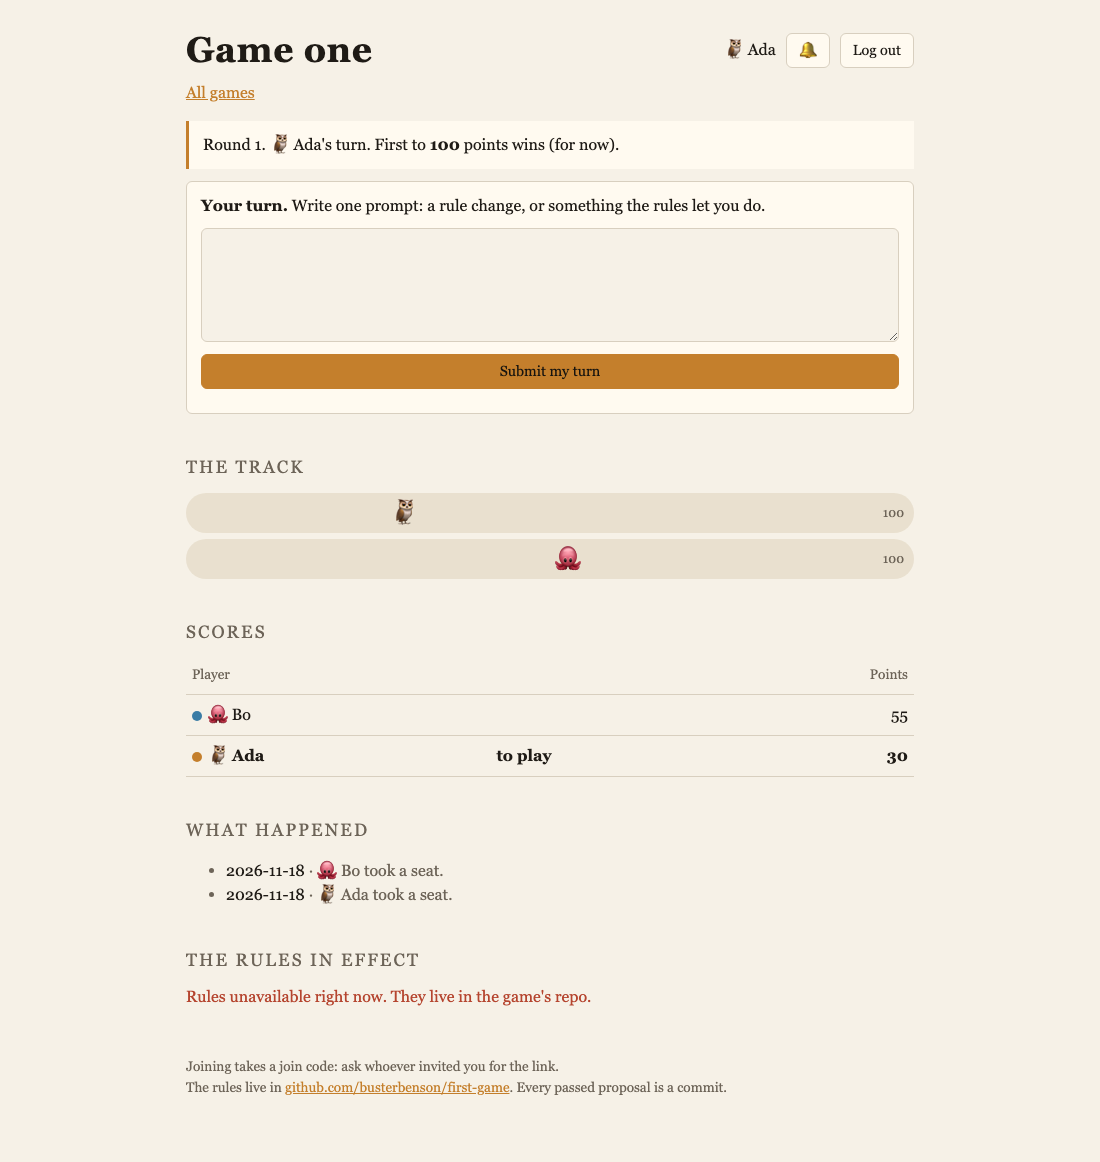 Game one
Ada
Log out
All games
Round 1. Ada's turn. First to 100 points wins (for now).
Your turn. Write one prompt: a rule change, or something the rules let you do.
Submit my turn
THE TRACK
100
100
SCORES
Player Points
Bo 55
Ada to play 30
WHAT HAPPENED
2026-11-18 · Bo took a seat.
2026-11-18 · Ada took a seat.
THE RULES IN EFFECT
Rules unavailable right now. They live in the game's repo.
Joining takes a join code: ask whoever invited you for the link.
The rules live in github.com/busterbenson/first-game. Every passed proposal is a commit.